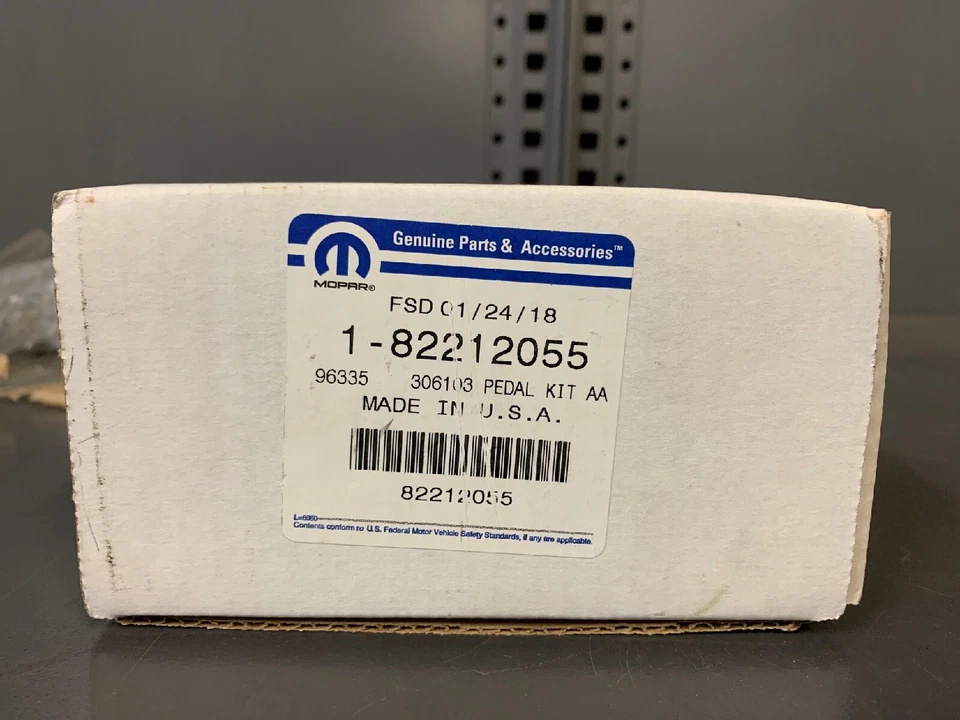 Genuine Parts & Accessories™
MOPAR®
FSD 01/24/18
1-82212055
96335 306103 PEDAL KIT AA
MADE IN U.S.A.
82212055
Contents conform to U.S. Federal Motor Vehicle Safety Standards, if any are applicable.